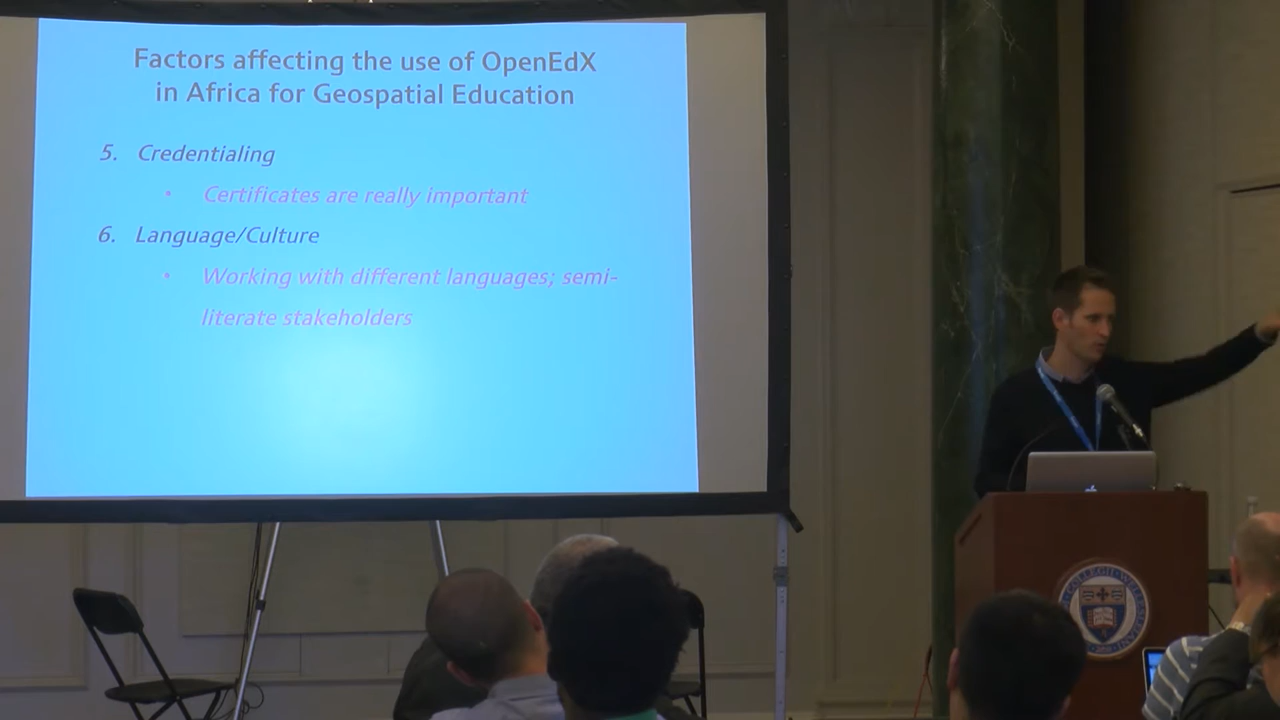 Factors affecting the use of OpenEdX
in Africa for Geospatial Education
5. Credentialing
• Certificates are really important
6. Language/Culture
• Working with different languages; semi-
literate stakeholders